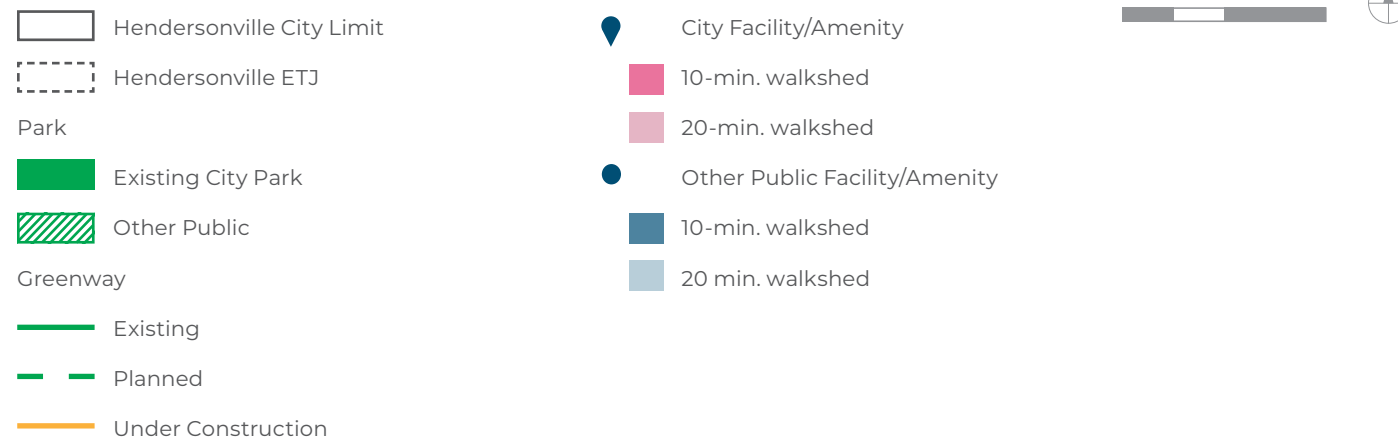 Hendersonville City Limit
Hendersonville ETJ
Park
Existing City Park
Other Public
Greenway
Existing
Planned
Under Construction
City Facility/Amenity
10-min. walkshed
20-min. walkshed
Other Public Facility/Amenity
10-min. walkshed
20 min. walkshed